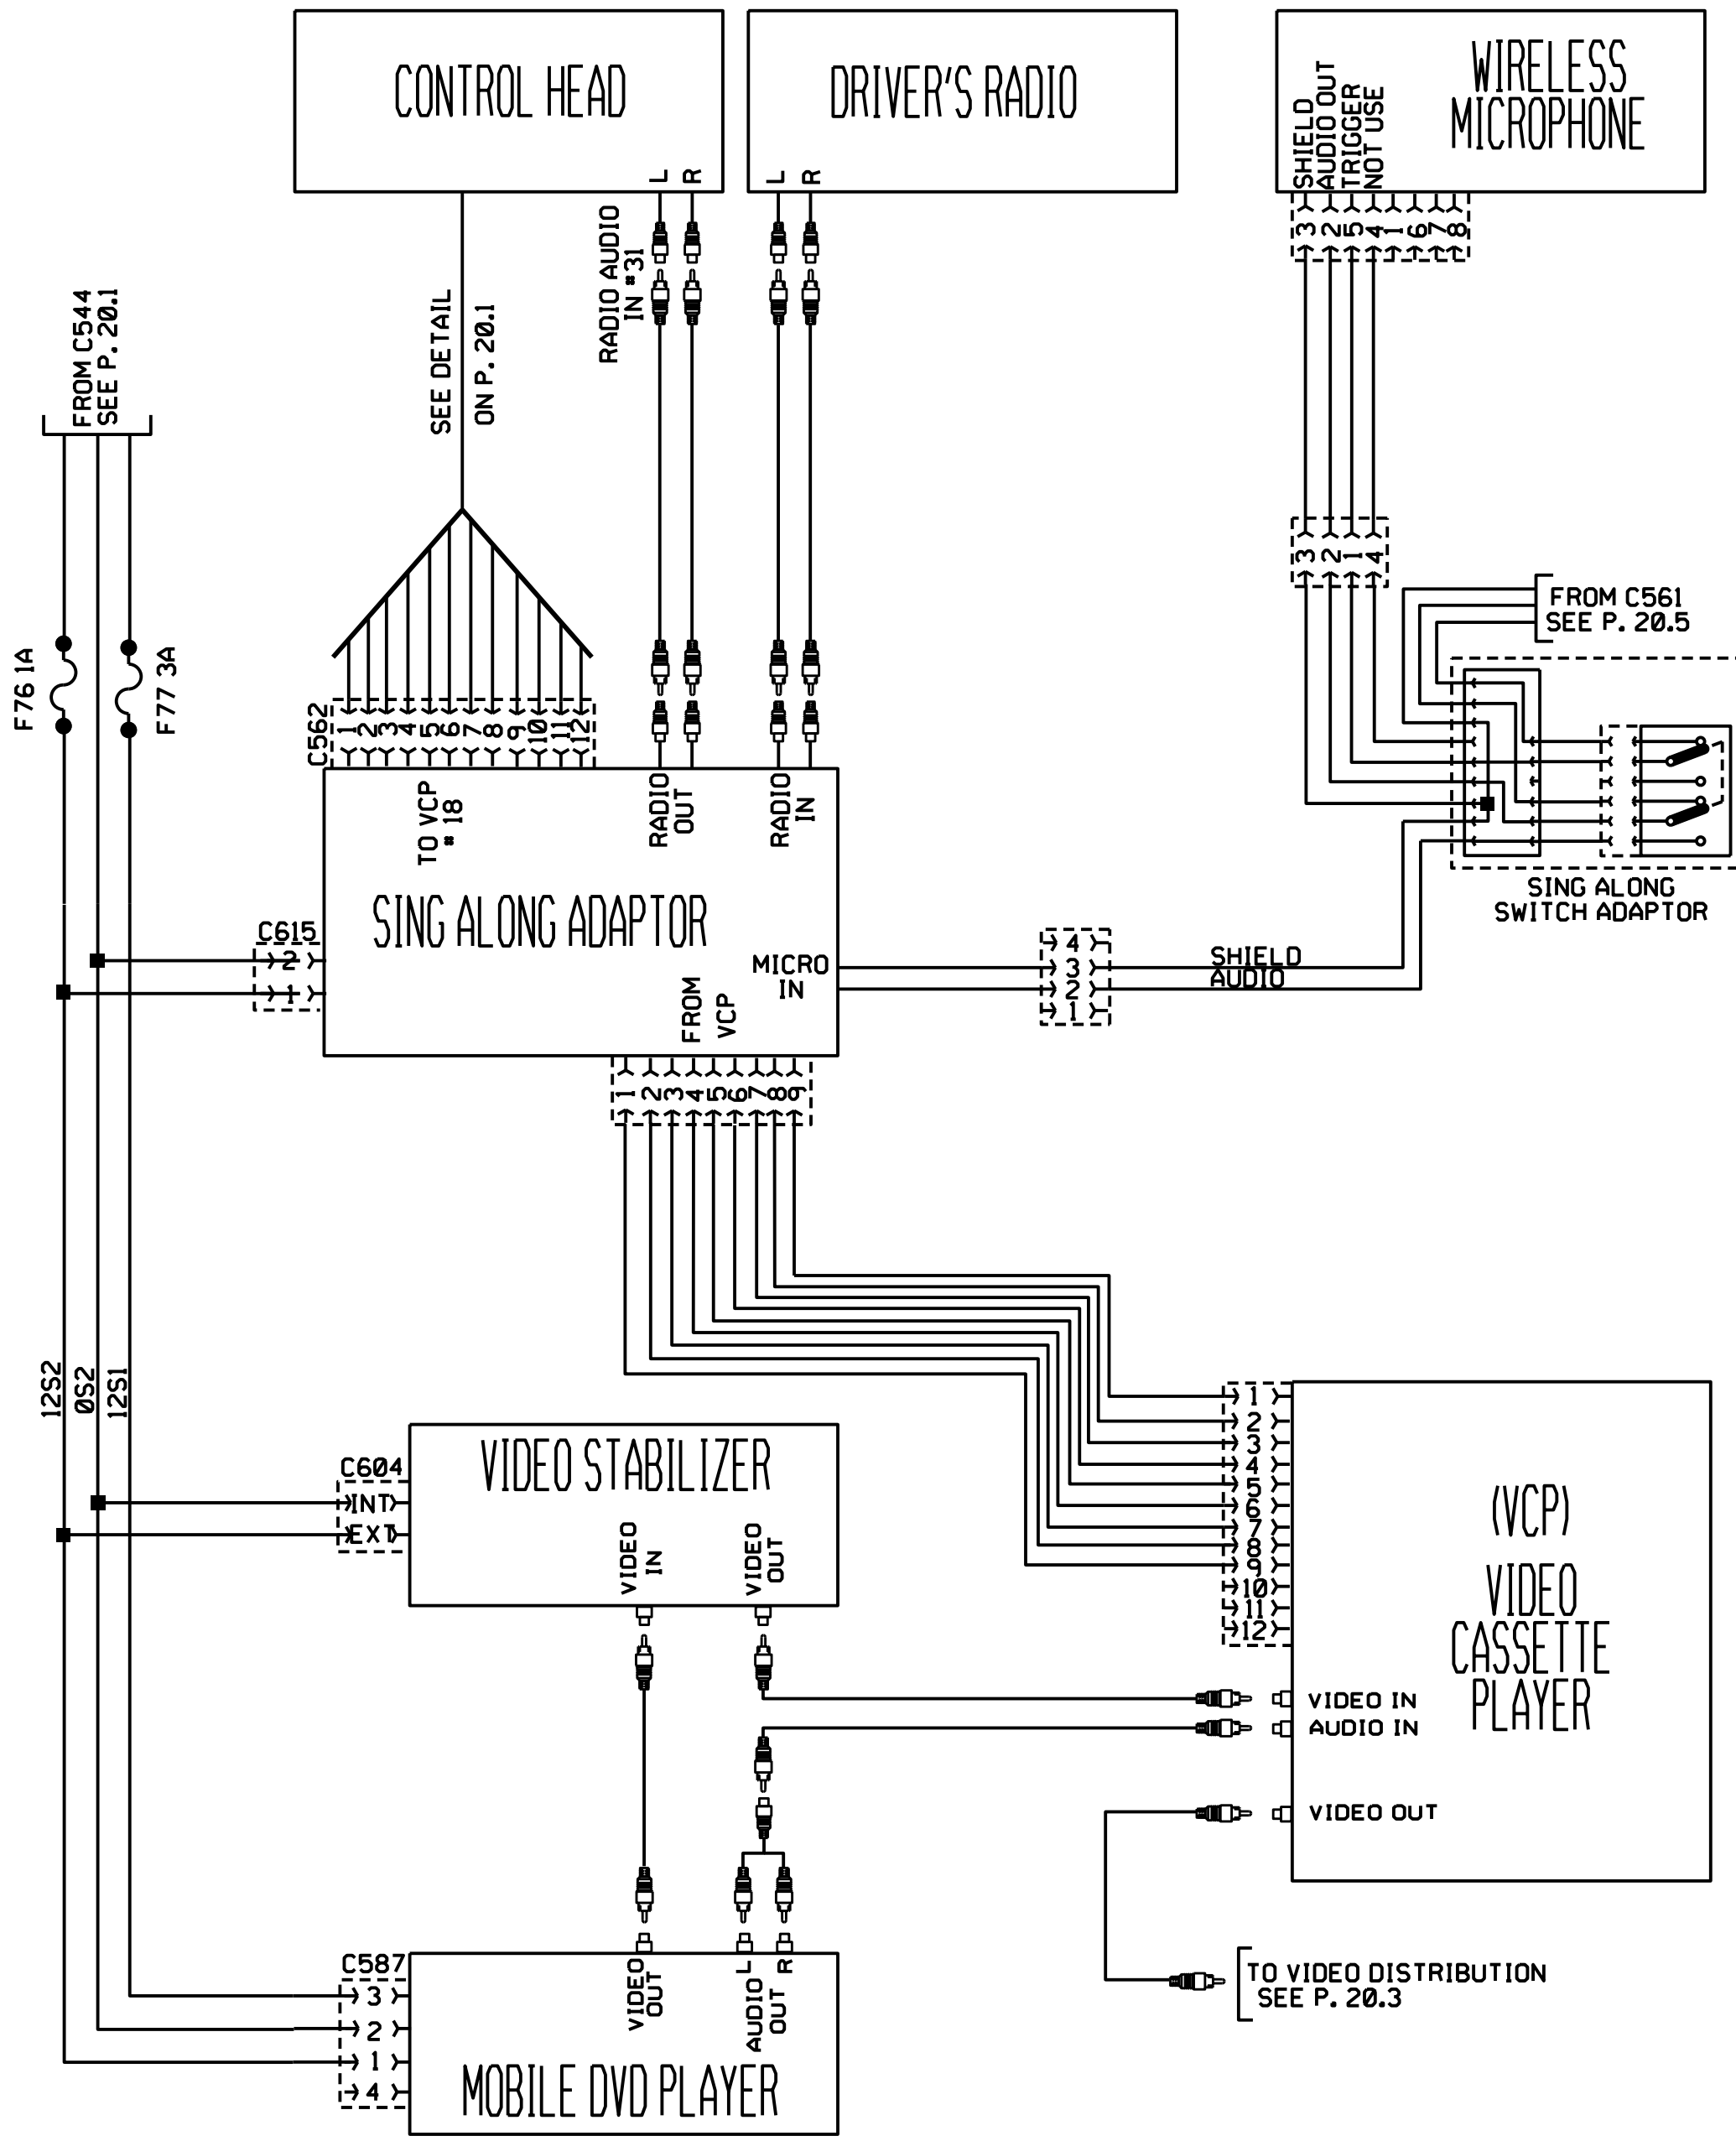 CONTROL HEAD
L
R
DRIVER'S RADIO
L
R
WIRELESS
MICROPHONE
SHIELD
AUDIO OUT
TRIGGER
NOT USE
3
2
5
4
1
6
7
8
RADIO AUDIO
IN *31
SEE DETAIL
ON P. 20.1
FROM C544
SEE P. 20.1
3
2
1
4
FROM C561
SEE P. 20.5
F76 1A
F77 3A
C562
1
2
3
4
5
6
7
8
9
10
11
12
TO VCP
* 18
RADIO
OUT
RADIO
IN
SING ALONG ADAPTOR
SING ALONG
SWITCH ADAPTOR
C615
2
1
MICRO
IN
FROM
VCP
4
3
2
1
SHIELD
AUDIO
1
2
3
4
5
6
7
8
9
12S2
0S2
12S1
C604
INT
EXT
VIDEO STABILIZER
VIDEO
IN
VIDEO
OUT
1
2
3
4
5
6
7
8
9
10
11
12
(VCP)
VIDEO
CASSETTE
PLAYER
VIDEO IN
AUDIO IN
VIDEO OUT
C587
3
2
1
4
VIDEO
OUT
L
R
AUDIO
OUT
MOBILE DVD PLAYER
TO VIDEO DISTRIBUTION
SEE P. 20.3